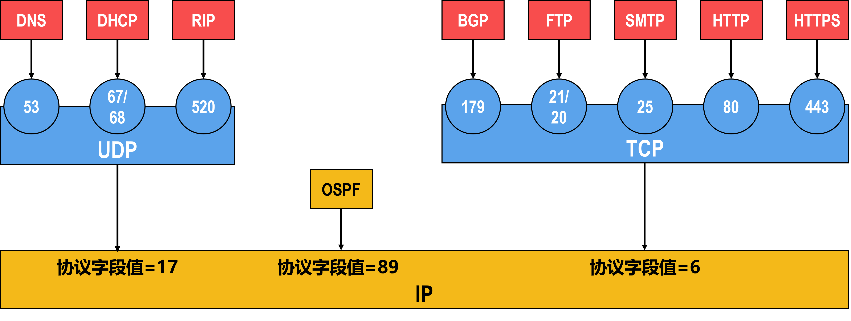 DNS DHCP RIP BGP FTP SMTP HTTP HTTPS
53 67/ 520 179 21/ 25 80 443
68 20
UDP TCP
OSPF
协议字段值=17 协议字段值=89 协议字段值=6
IP